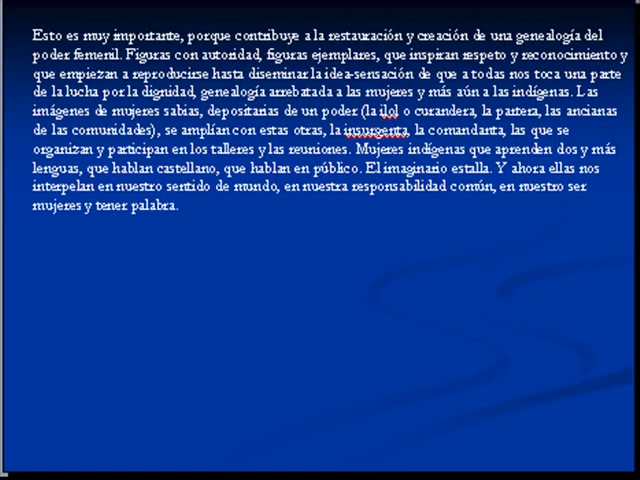 Esto es muy importante, porque contribuye a la restauración y creación de una genealogía del
poder femenil. Figuras con autoridad, figuras ejemplares, que inspiran respeto y reconocimiento y
que empiezan a reproducirse hasta diseminar la idea-sensación de que a todas nos toca una parte
de la lucha por la dignidad, genealogía arrebatada a las mujeres y más aún a las indígenas. Las
imágenes de mujeres sabias, depositarias de un poder (la ilol o curandera, la partera, las ancianas
de las comunidades), se amplían con estas otras, la insurgenta, la comandanta, las que se
organizan y participan en los talleres y las reuniones. Mujeres indígenas que aprenden dos y más
lenguas, que hablan castellano, que hablan en público. El imaginario estalla. Y ahora ellas nos
interpelan en nuestro sentido de mundo, en nuestra responsabilidad común, en nuestro ser
mujeres y tener palabra.